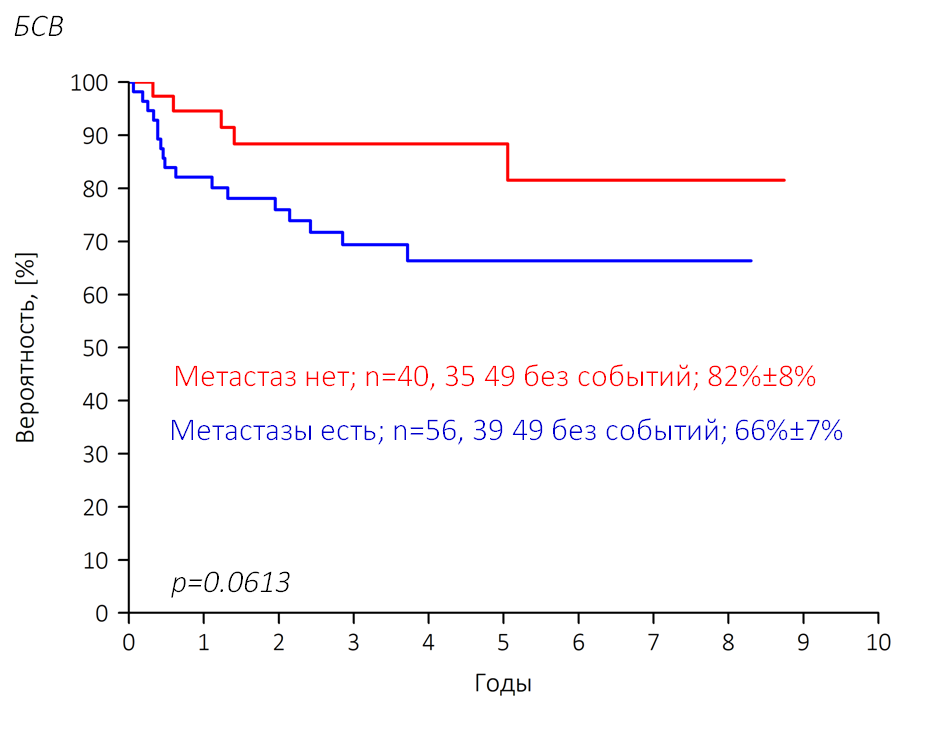 БСВ
100
90
80
70
60
50
40
30
20
10
0
Вероятность, [%]
Метастаз нет; n=40, 35 49 без событий; 82%±8%
Метастазы есть; n=56, 39 49 без событий; 66%±7%
p=0.0613
0 1 2 3 4 5 6 7 8 9 10
Годы